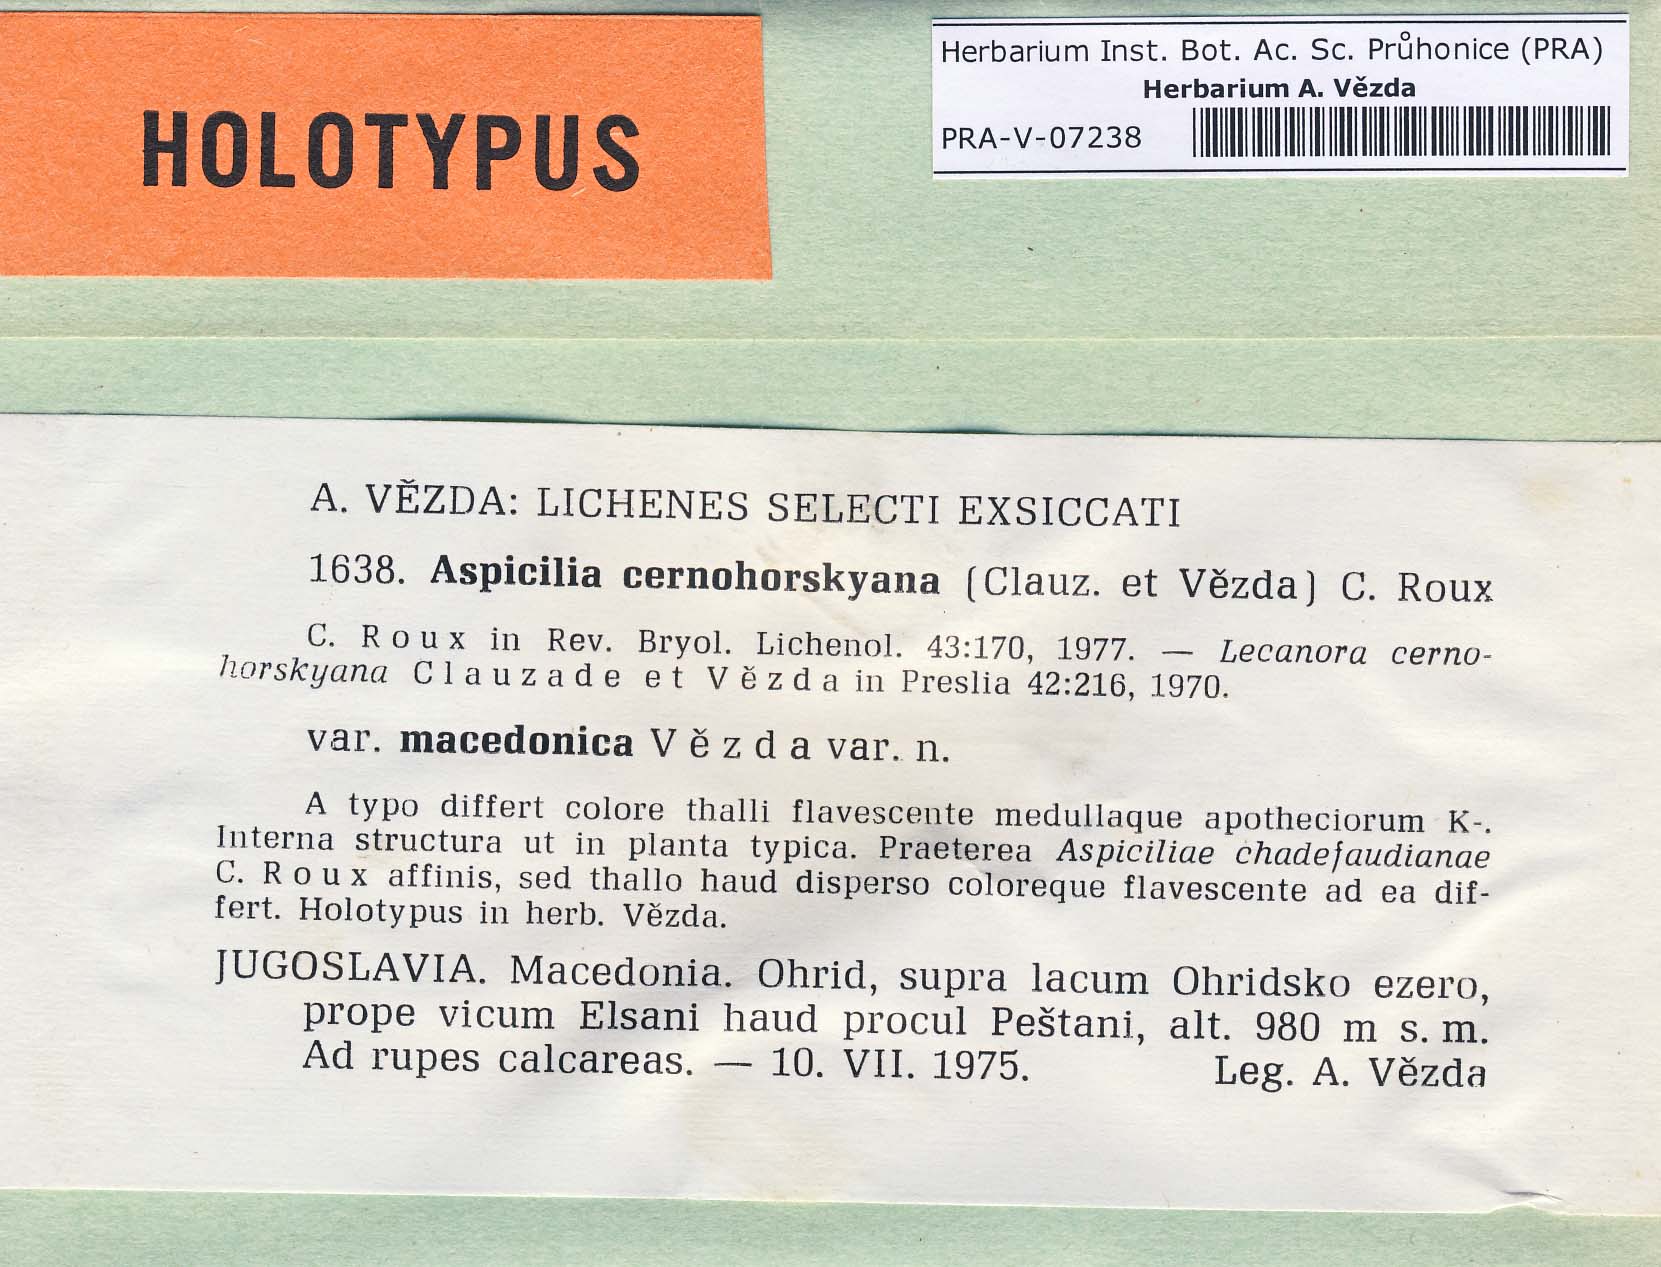 HOLOTYPUS
Herbarium Inst. Bot. Ac. Sc. Průhonice (PRA)
Herbarium A. Vězda
PRA-V-07238
A. VĚZDA: LICHENES SELECTI EXSICCATI
1638. Aspicilia cernohorskyana (Clauz. et Vězda) C. Roux
C. Roux in Rev. Bryol. Lichenol. 43:170, 1977. — Lecanora cerno-
horskyana Clauzade et Vězda in Preslia 42:216, 1970.
var. macedonica Vězda var. n.
A typo differt colore thalli flavescente medullaque apotheciorum K-.
Interna structura ut in planta typica. Praeterea Aspiciliae chadefaudianae
C. Roux affinis, sed thallo haud disperso coloreque flavescente ad ea dif-
fert. Holotypus in herb. Vězda.
JUGOSLAVIA. Macedonia. Ohrid, supra lacum Ohridsko ezero,
prope vicum Elsani haud procul Peštani, alt. 980 m s. m.
Ad rupes calcareas. — 10. VII. 1975. Leg. A. Vězda